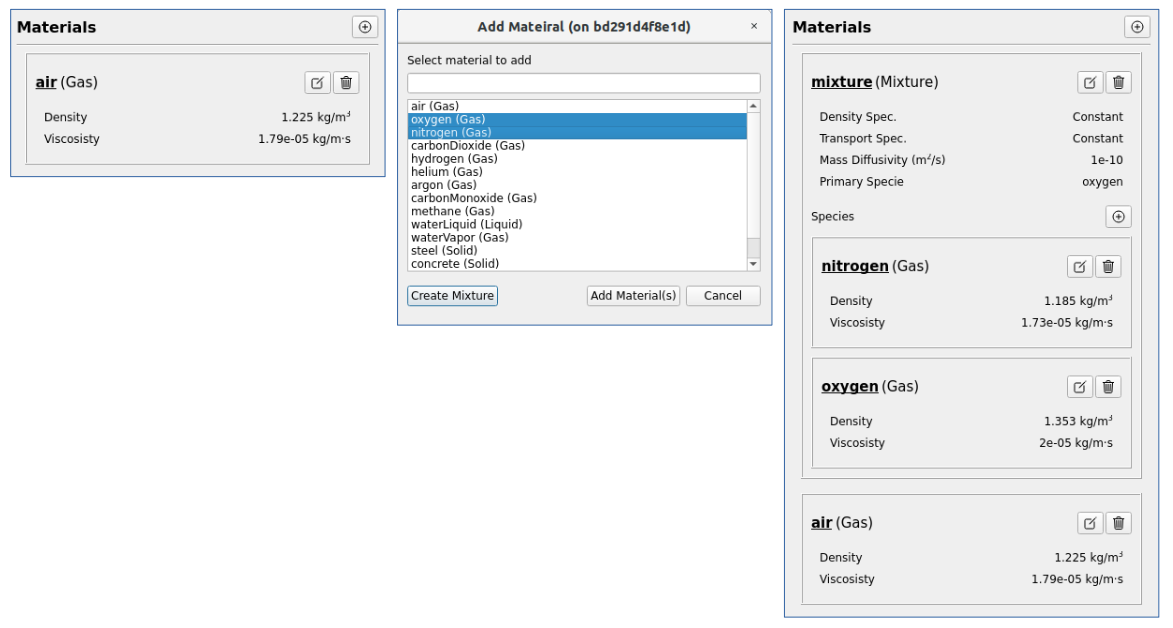 Materials
air (Gas)
Density 1.225 kg/m³
Viscosisty 1.79e-05 kg/m·s
Add Mateiral (on bd291d4f8e1d) ×
Select material to add
air (Gas)
oxygen (Gas)
nitrogen (Gas)
carbonDioxide (Gas)
hydrogen (Gas)
helium (Gas)
argon (Gas)
carbonMonoxide (Gas)
methane (Gas)
waterLiquid (Liquid)
waterVapor (Gas)
steel (Solid)
concrete (Solid)
Create Mixture Add Material(s) Cancel
Materials
mixture (Mixture)
Density Spec. Constant
Transport Spec. Constant
Mass Diffusivity (m²/s) 1e-10
Primary Specie oxygen
Species
nitrogen (Gas)
Density 1.185 kg/m³
Viscosisty 1.73e-05 kg/m·s
oxygen (Gas)
Density 1.353 kg/m³
Viscosisty 2e-05 kg/m·s
air (Gas)
Density 1.225 kg/m³
Viscosisty 1.79e-05 kg/m·s